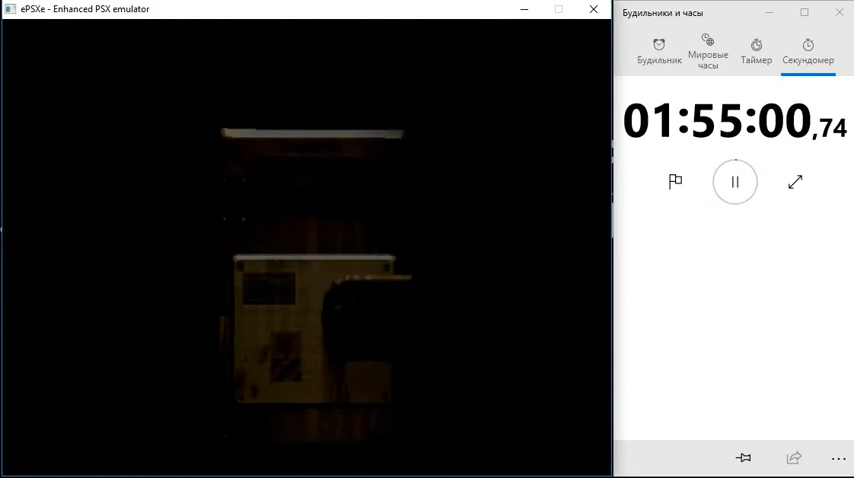 ePSXe - Enhanced PSX emulator
Будильники и часы
Будильник
Мировые
часы
Таймер
Секундомер
01:55:00,74